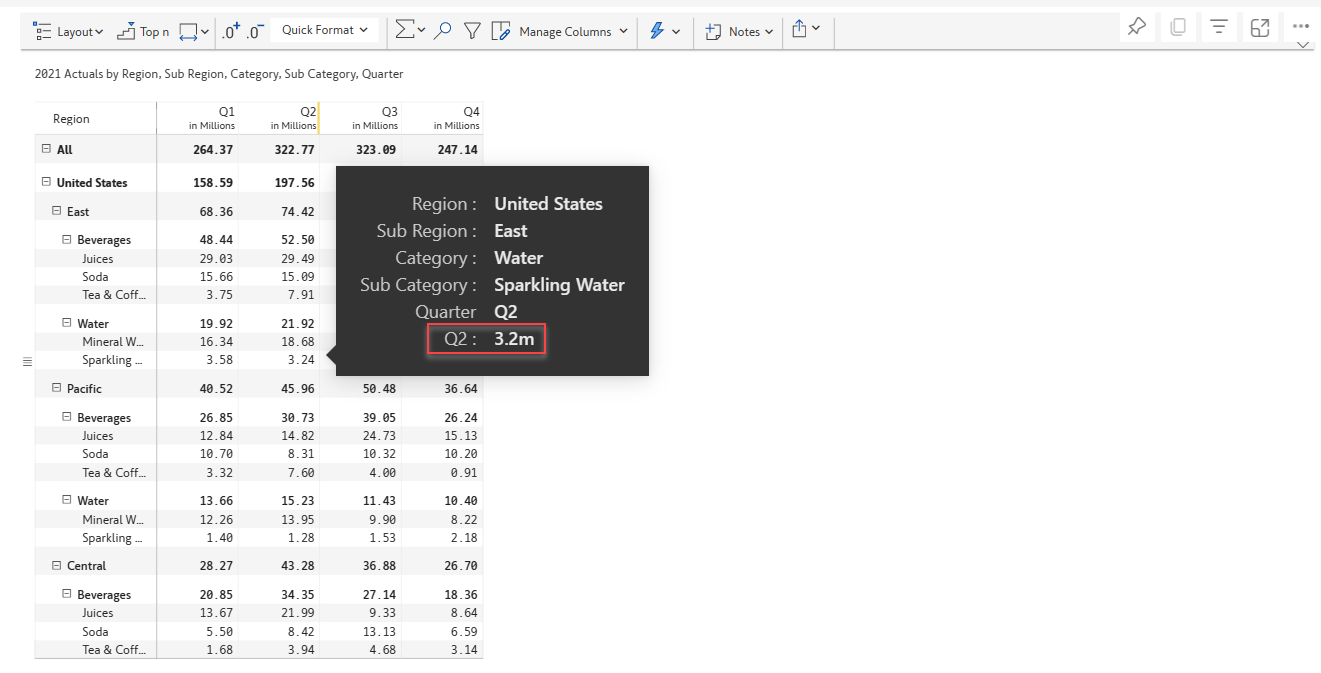 Layout Top n .0+ .0- Quick Format Σ Manage Columns Notes
2021 Actuals by Region, Sub Region, Category, Sub Category, Quarter
Region Q1 in Millions Q2 in Millions Q3 in Millions Q4 in Millions
All 264.37 322.77 323.09 247.14
United States 158.59 197.56
East 68.36 74.42
Beverages 48.44 52.50
Juices 29.03 29.49
Soda 15.66 15.09
Tea & Coff... 3.75 7.91
Water 19.92 21.92
Mineral W... 16.34 18.68
Sparkling ... 3.58 3.24
Region : United States
Sub Region : East
Category : Water
Sub Category : Sparkling Water
Quarter Q2
Q2 : 3.2m
Pacific 40.52 45.96 50.48 36.64
Beverages 26.85 30.73 39.05 26.24
Juices 12.84 14.82 24.73 15.13
Soda 10.70 8.31 10.32 10.20
Tea & Coff... 3.32 7.60 4.00 0.91
Water 13.66 15.23 11.43 10.40
Mineral W... 12.26 13.95 9.90 8.22
Sparkling ... 1.40 1.28 1.53 2.18
Central 28.27 43.28 36.88 26.70
Beverages 20.85 34.35 27.14 18.36
Juices 13.67 21.99 9.33 8.64
Soda 5.50 8.42 13.13 6.59
Tea & Coff... 1.68 3.94 4.68 3.14